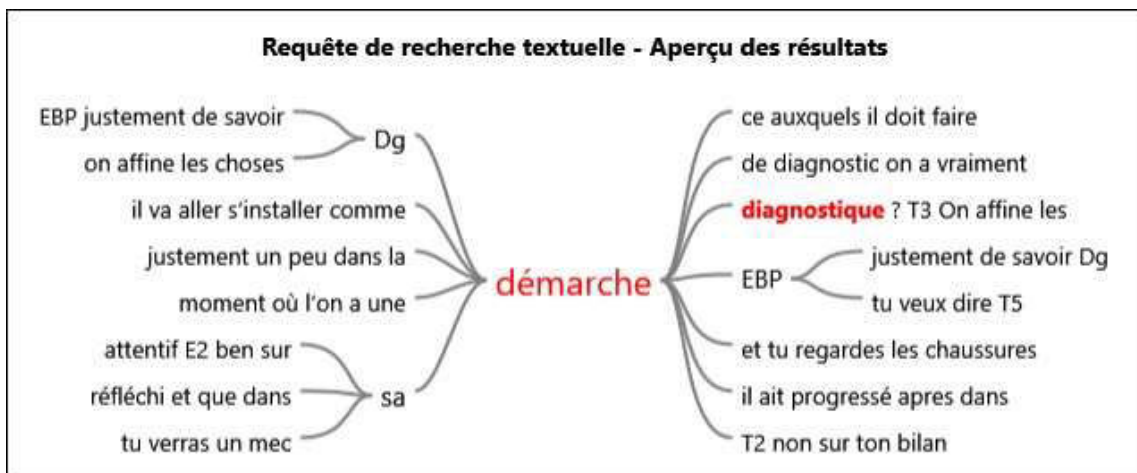 Requête de recherche textuelle - Aperçu des résultats
EBP justement de savoir
on affine les choses
Dg
il va aller s'installer comme
justement un peu dans la
moment où l'on a une
attentif E2 ben sur
réfléchi et que dans
tu verras un mec
sa
démarche
ce auxquels il doit faire
de diagnostic on a vraiment
diagnostique ? T3 On affine les
EBP
justement de savoir Dg
tu veux dire T5
et tu regardes les chaussures
il ait progressé apres dans
T2 non sur ton bilan